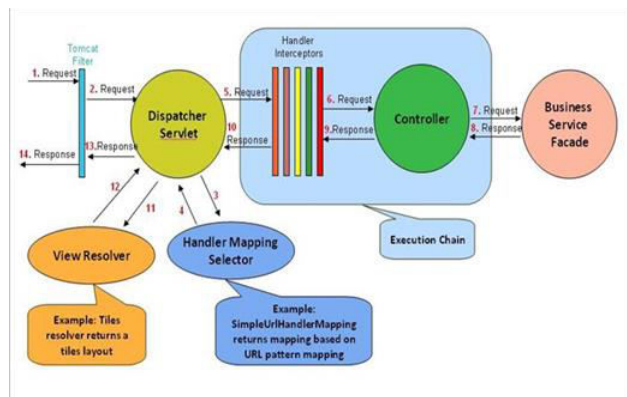 Tomcat
Filter
Handler
Interceptors
1. Request
2. Request
5. Request
6. Request
7. Request
Dispatcher
Servlet
Controller
Business
Service
Facade
10
Response
9.Response
8. Response
13.Response
14. Response
12
11
4
3
View Resolver
Handler Mapping
Selector
Execution Chain
Example: Tiles
resolver returns a
tiles layout
Example:
SimpleUrlHandlerMapping
returns mapping based on
URL pattern mapping